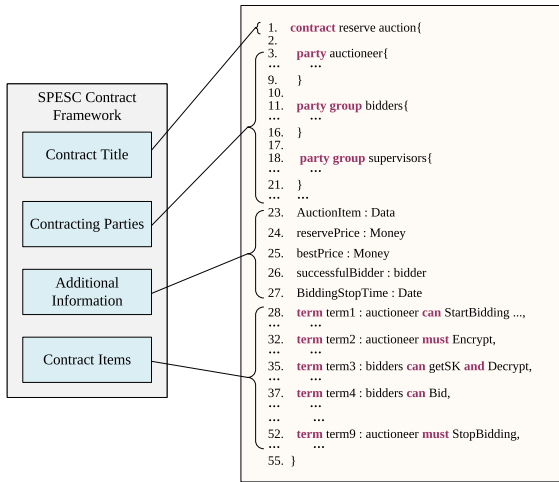 SPESC Contract
Framework
Contract Title
Contracting Parties
Additional
Information
Contract Items
1. contract reserve auction{
2.
3. party auctioneer{
... ...
9. }
10.
11. party group bidders{
... ...
16. }
17.
18. party group supervisors{
... ...
21. }
... ...
23. AuctionItem : Data
24. reservePrice : Money
25. bestPrice : Money
26. successfulBidder : bidder
27. BiddingStopTime : Date
28. term term1 : auctioneer can StartBidding ...,
... ...
32. term term2 : auctioneer must Encrypt,
... ...
35. term term3 : bidders can getSK and Decrypt,
... ...
37. term term4 : bidders can Bid,
... ...
... ...
52. term term9 : auctioneer must StopBidding,
... ...
55. }